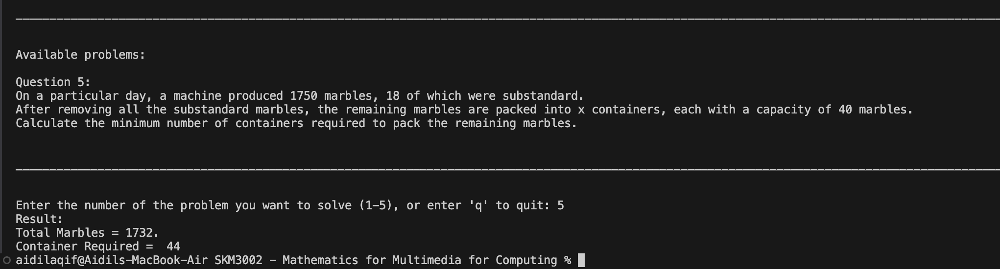 Available problems:
Question 5:
On a particular day, a machine produced 1750 marbles, 18 of which were substandard.
After removing all the substandard marbles, the remaining marbles are packed into x containers, each with a capacity of 40 marbles.
Calculate the minimum number of containers required to pack the remaining marbles.
Enter the number of the problem you want to solve (1-5), or enter 'q' to quit: 5
Result:
Total Marbles = 1732.
Container Required =  44
aidilaqif@Aidils-MacBook-Air SKM3002 - Mathematics for Multimedia for Computing %